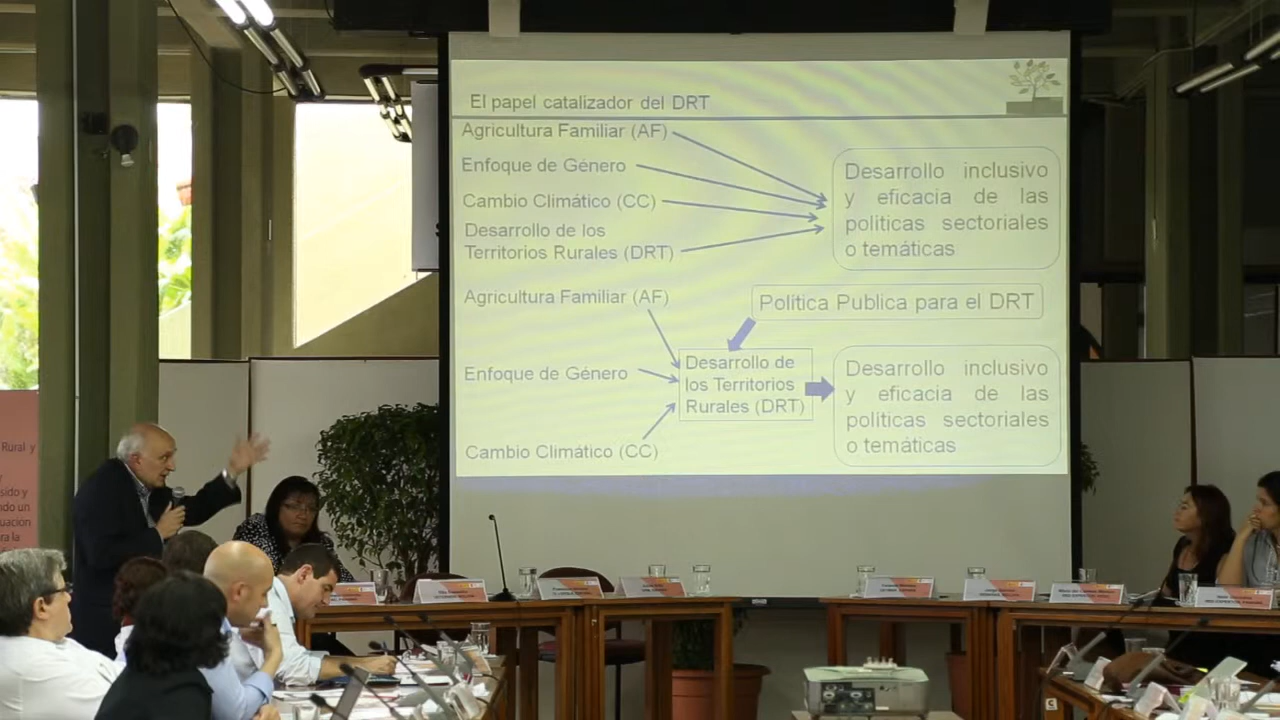 El papel catalizador del DRT
Agricultura Familiar (AF)
Enfoque de Género
Cambio Climático (CC)
Desarrollo de los
Territorios Rurales (DRT)
Desarrollo inclusivo
y eficacia de las
políticas sectoriales
o temáticas
Agricultura Familiar (AF)
Política Publica para el DRT
Enfoque de Género
Desarrollo de
los Territorios
Rurales (DRT)
Desarrollo inclusivo
y eficacia de las
políticas sectoriales
o temáticas
Cambio Climático (CC)
Rural y